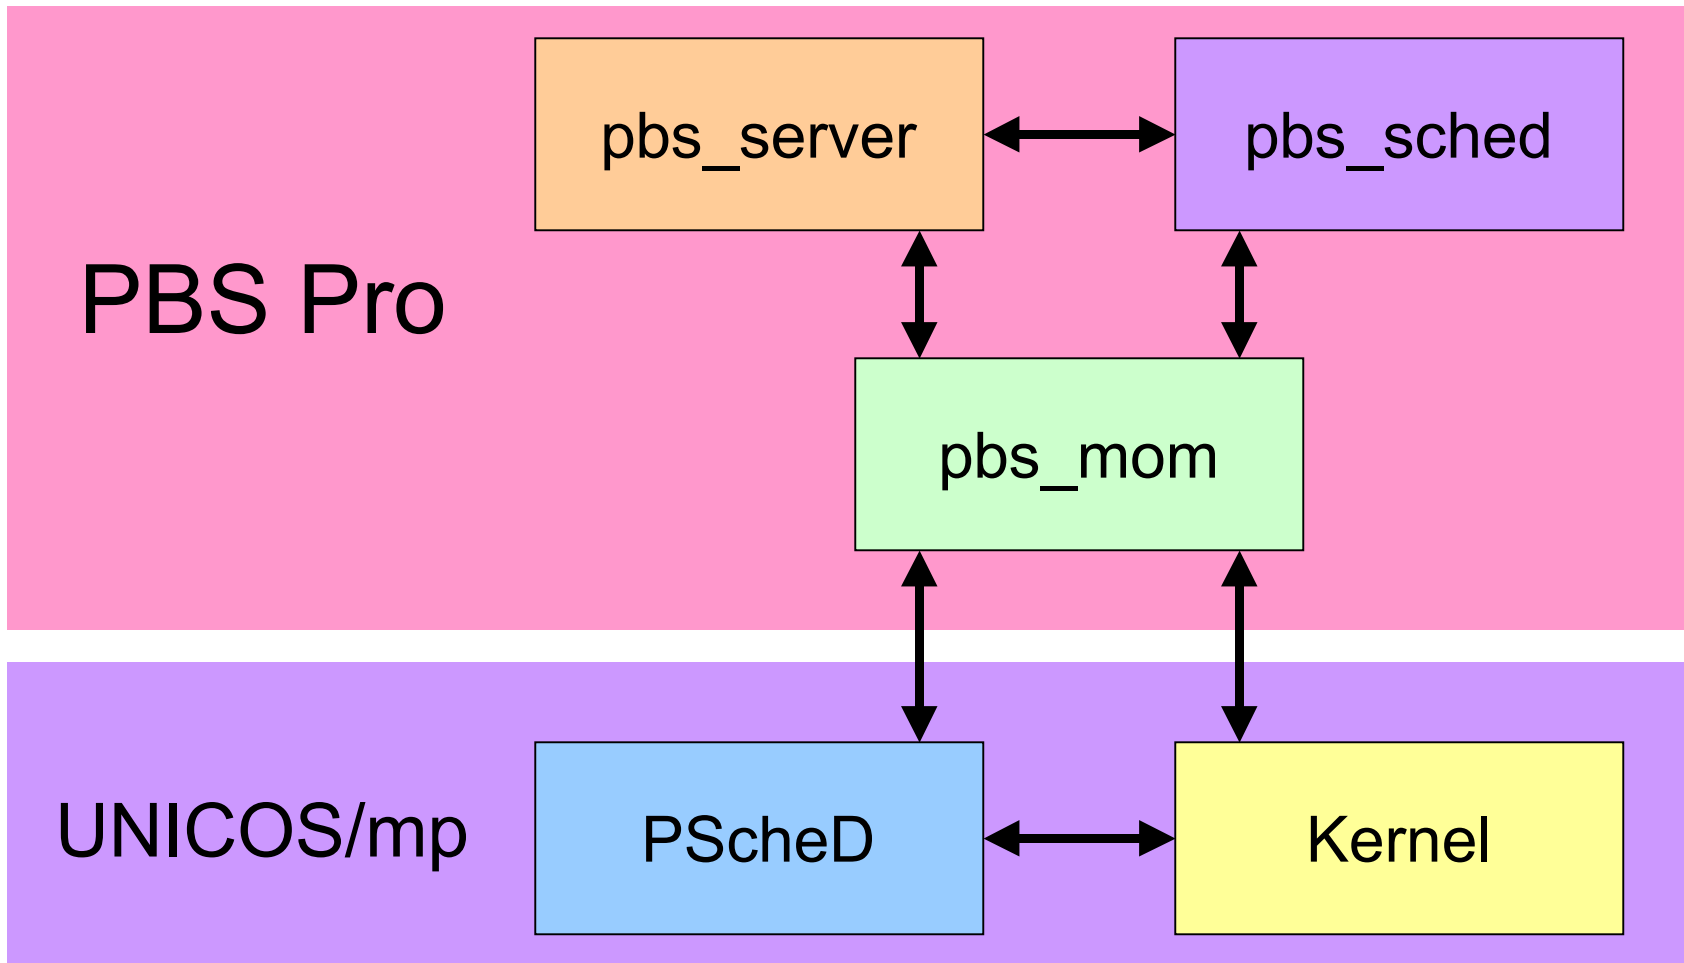 pbs_server
pbs_sched
PBS Pro
pbs_mom
UNICOS/mp
PScheD
Kernel